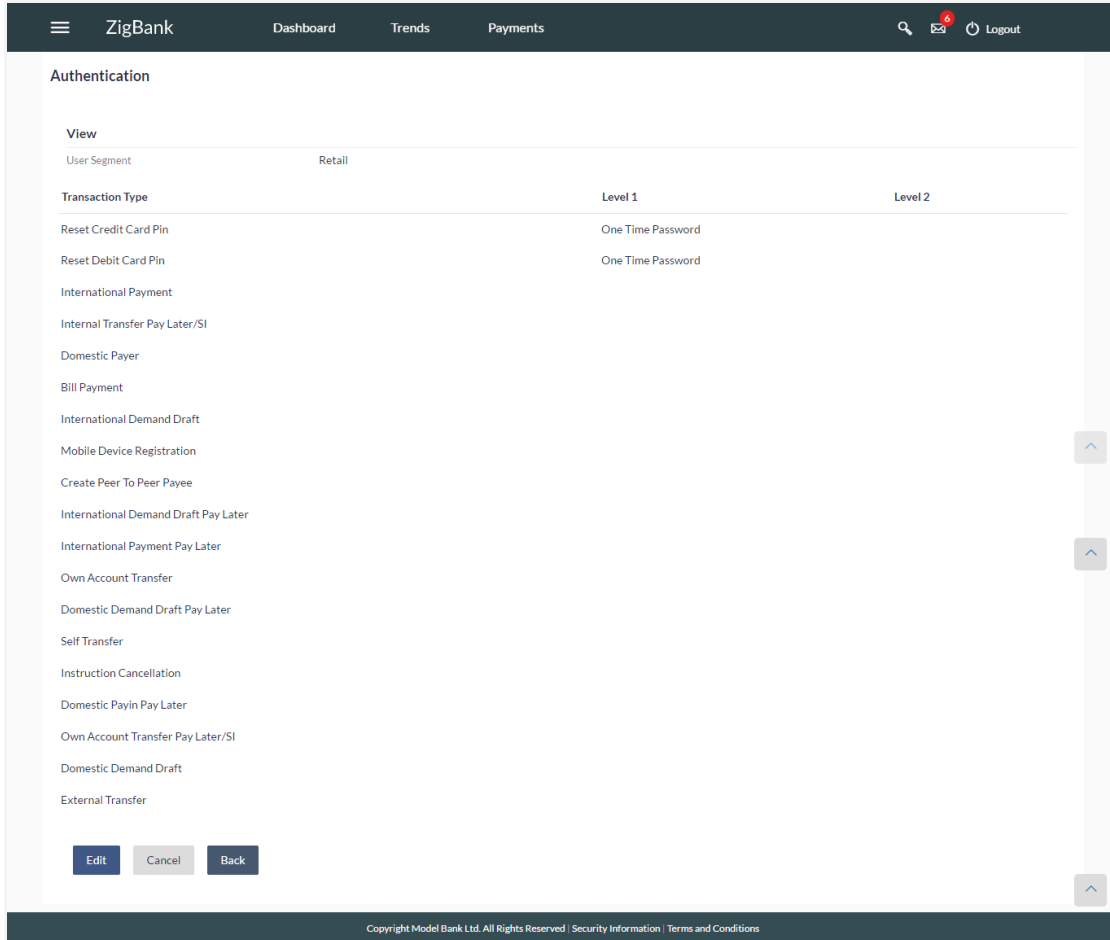 ZigBank Dashboard Trends Payments 6 Logout
Authentication
View
User Segment Retail
Transaction Type Level 1 Level 2
Reset Credit Card Pin One Time Password
Reset Debit Card Pin One Time Password
International Payment
Internal Transfer Pay Later/SI
Domestic Payer
Bill Payment
International Demand Draft
Mobile Device Registration
Create Peer To Peer Payee
International Demand Draft Pay Later
International Payment Pay Later
Own Account Transfer
Domestic Demand Draft Pay Later
Self Transfer
Instruction Cancellation
Domestic Payin Pay Later
Own Account Transfer Pay Later/SI
Domestic Demand Draft
External Transfer
Edit Cancel Back
Copyright Model Bank Ltd. All Rights Reserved | Security Information | Terms and Conditions